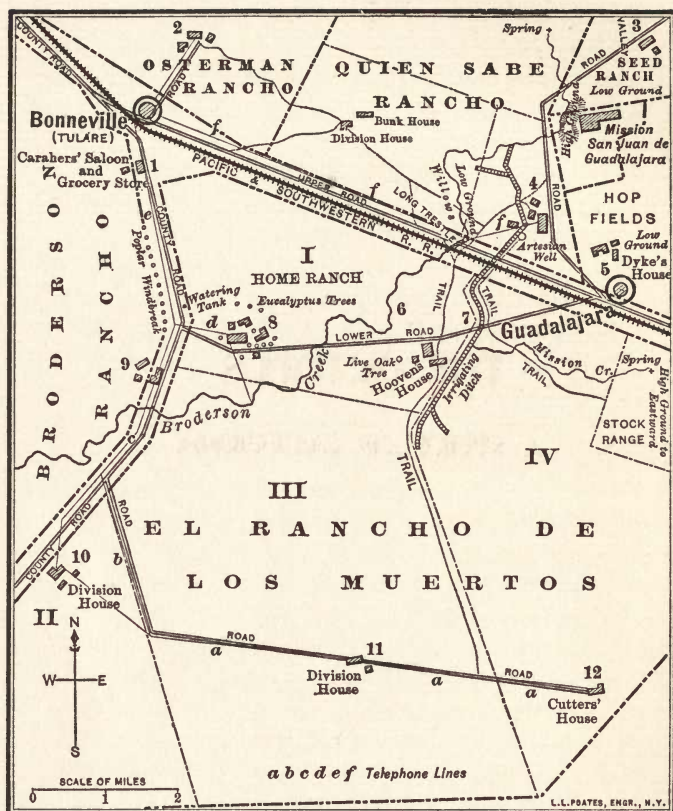 2
3
COUNTY ROAD
ROAD
OSTERMAN
RANCHO
QUIEN SABE
RANCHO
Spring
ROAD
VALLEY
SEED
RANCH
Low Ground
High Ground
Mission
San Juan de
Guadalajara
Bonneville
(TULARE)
f
Bunk House
Division House
Carahers' Saloon
and
Grocery Store
1
PACIFIC & SOUTHWESTERN R. R.
UPPER ROAD
f
LONG TRESTLE
Willows
Low Ground
4
f
ROAD
Artesian
Well
HOP
FIELDS
Low
Ground
5
Dyke's
House
BRODERSON
RANCHO
e
COUNTY ROAD
Poplar Windbreak
I
HOME RANCH
Watering
Tank
Eucalyptus Trees
d
8
6
TRAIL
TRAIL
7
Guadalajara
LOWER ROAD
Live Oak
Tree
Hoovens'
House
Irrigating
Ditch
Mission Cr.
TRAIL
Spring
High Ground to
Eastward
STOCK
RANGE
9
Broderson Creek
c
TRAIL
III
IV
EL RANCHO DE
LOS MUERTOS
COUNTY ROAD
ROAD
b
10
Division
House
II
N
W E
S
ROAD
a
11
Division
House
a
ROAD
a
12
Cutters'
House
a b c d e f Telephone Lines
SCALE OF MILES
0 1 2
L.L.POATES, ENGR., N.Y.